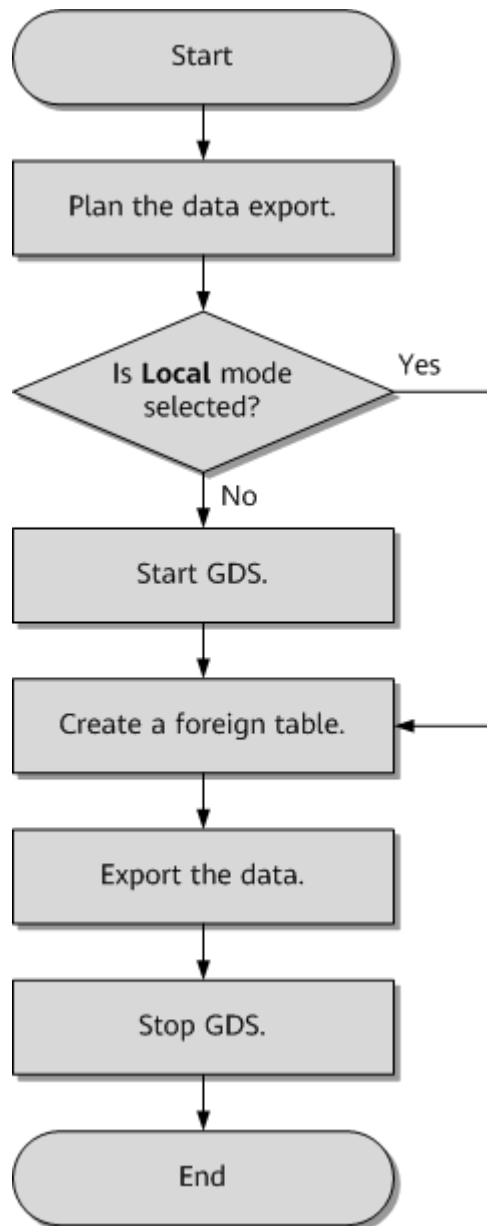 Start
Plan the data export.
Is Local mode
selected?
Yes
No
Start GDS.
Create a foreign table.
Export the data.
Stop GDS.
End